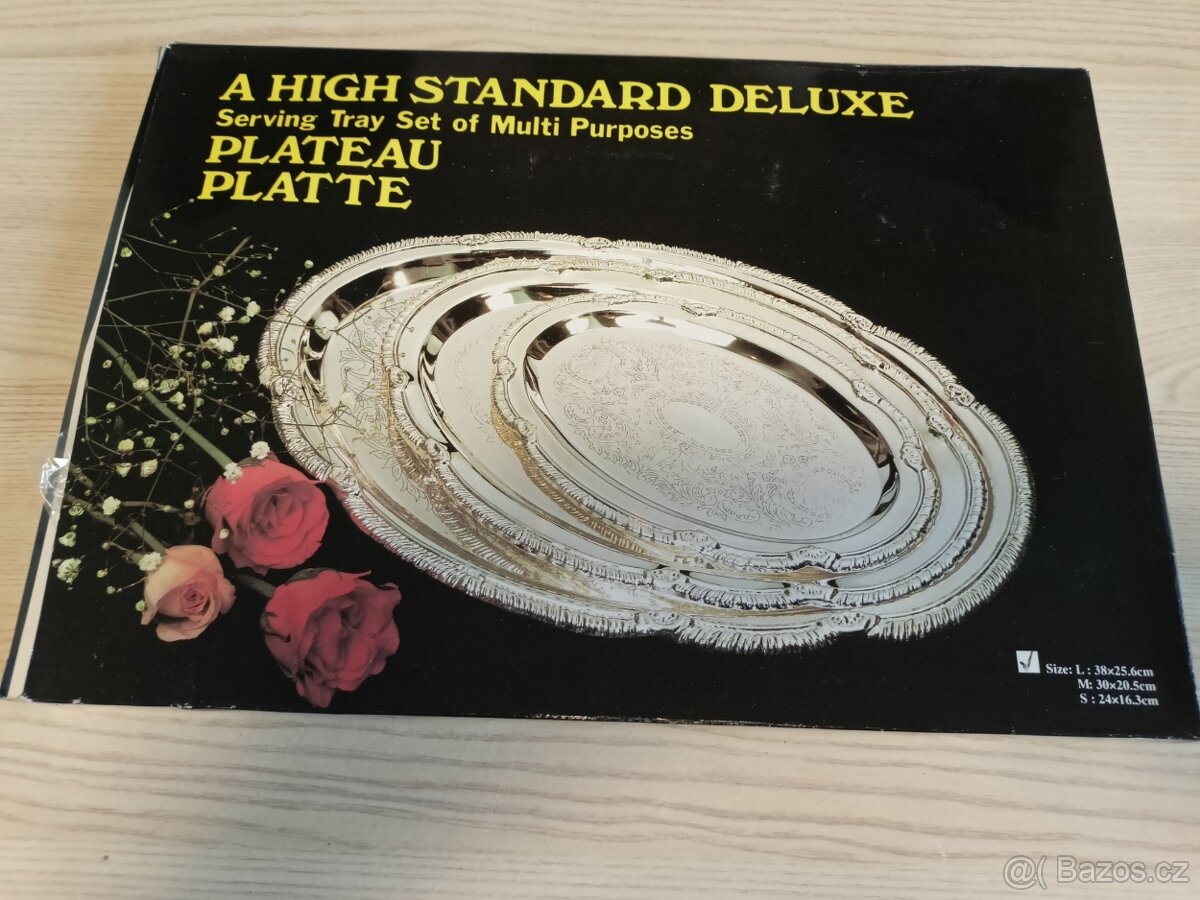 A HIGH STANDARD DELUXE
Serving Tray Set of Multi Purposes
PLATEAU
PLATTE
Size: L : 38×25.6cm
M: 30×20.5cm
S : 24×16.3cm
@( Bazos.cz